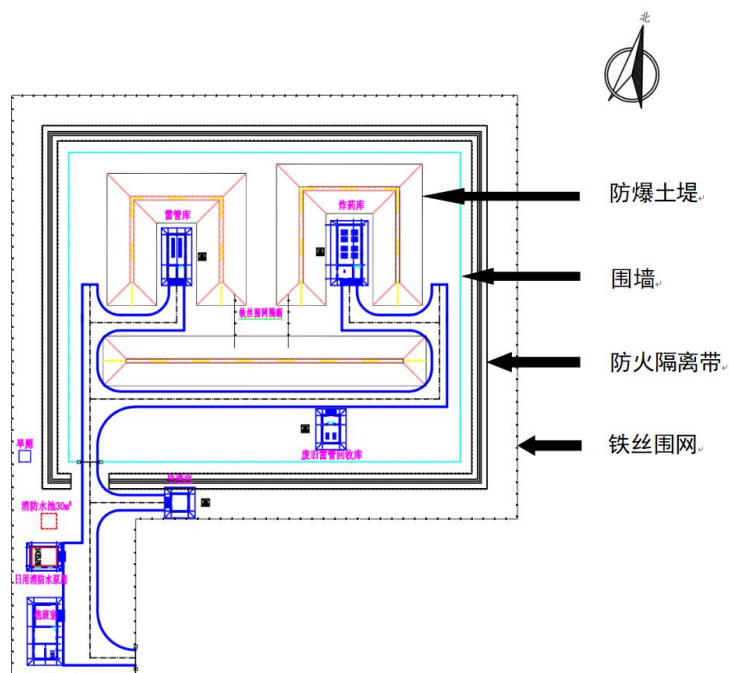 北
防爆土堤
雷管库
炸药库
围墙
铁丝围网隔断
防火隔离带
铁丝围网
废旧雷管回收库
旱厕
消防水池30m³
日用消防水泵房
值班室